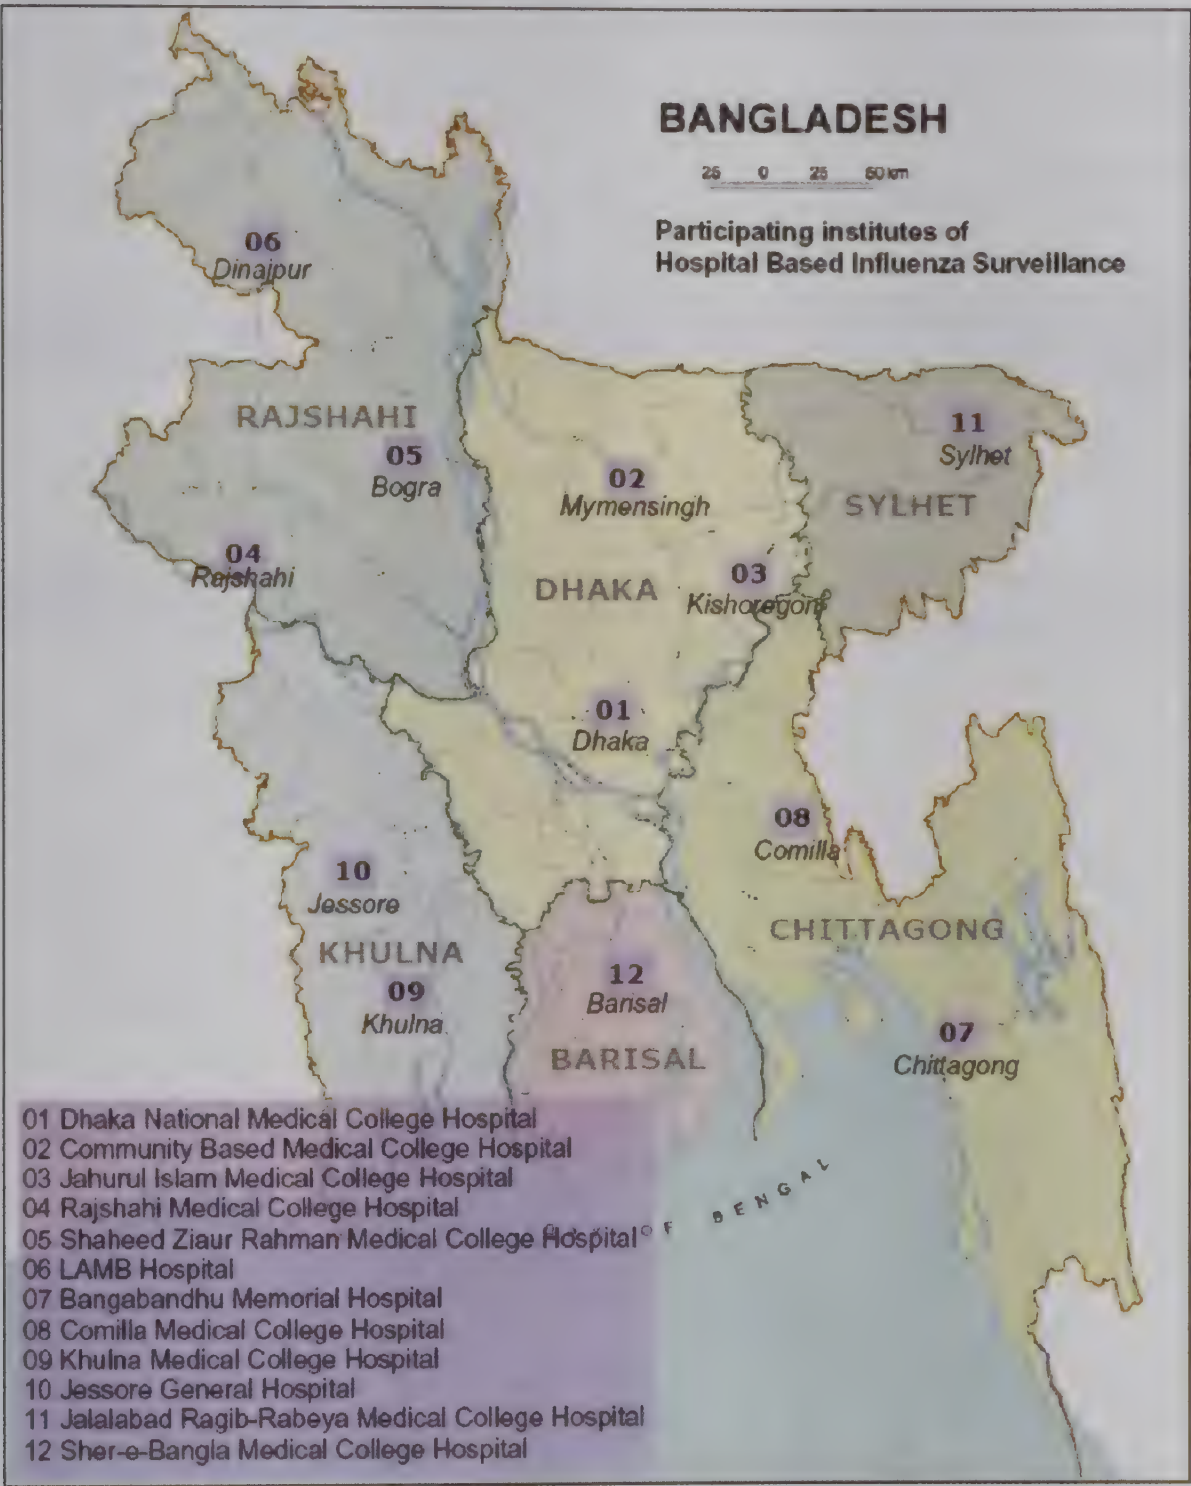 BANGLADESH
25 0 25 50 km
Participating institutes of
Hospital Based Influenza Surveillance
06
Dinajpur
RAJSHAHI
05
Bogra
04
Rajshahi
02
Mymensingh
11
Sylhet
SYLHET
DHAKA
03
Kishoregonj
01
Dhaka
08
Comilla
10
Jessore
KHULNA
09
Khulna
12
Barisal
BARISAL
CHITTAGONG
07
Chittagong
OF BENGAL
01 Dhaka National Medical College Hospital
02 Community Based Medical College Hospital
03 Jahurul Islam Medical College Hospital
04 Rajshahi Medical College Hospital
05 Shaheed Ziaur Rahman Medical College Hospital
06 LAMB Hospital
07 Bangabandhu Memorial Hospital
08 Comilla Medical College Hospital
09 Khulna Medical College Hospital
10 Jessore General Hospital
11 Jalalabad Ragib-Rabeya Medical College Hospital
12 Sher-e-Bangla Medical College Hospital